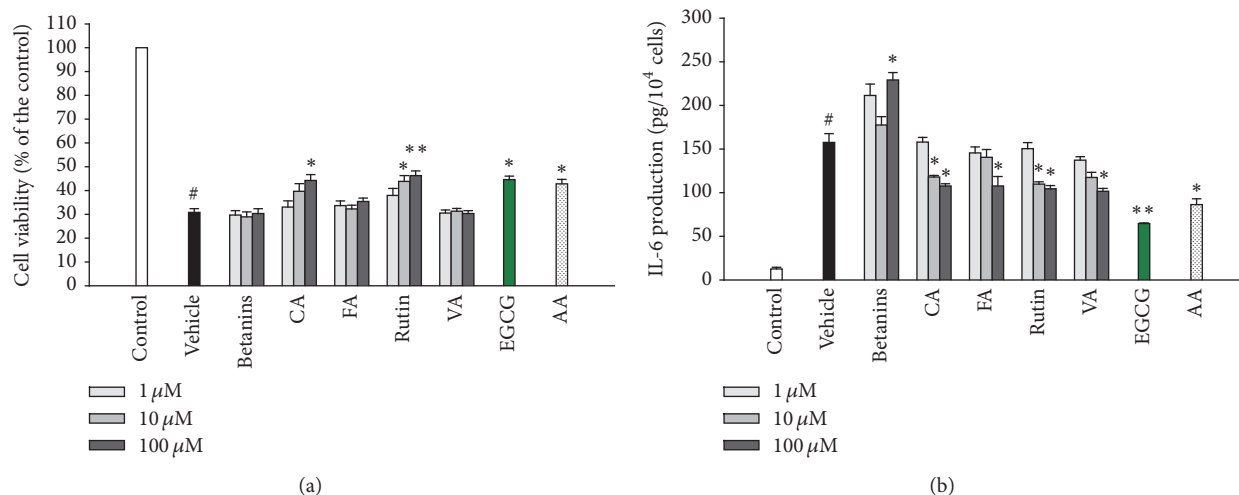 Cell viability (% of the control)
110
100
90
80
70
60
50
40
30
20
10
0
#
*
*
**
*
*
Control
Vehicle
Betanins
CA
FA
Rutin
VA
EGCG
AA
1 μM
10 μM
100 μM
(a)
IL-6 production (pg/10⁴ cells)
300
250
200
150
100
50
0
#
*
*
*
*
*
*
*
**
*
Control
Vehicle
Betanins
CA
FA
Rutin
VA
EGCG
AA
1 μM
10 μM
100 μM
(b)